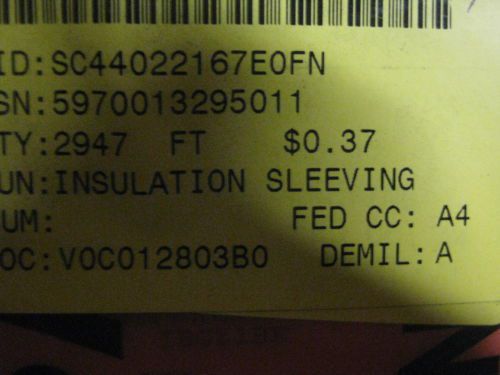 ID:SC44022167E0FN
SN:5970013295011
TY:2947 FT $0.37
UN:INSULATION SLEEVING
UM: FED CC: A4
OC:V0C012803B0 DEMIL: A